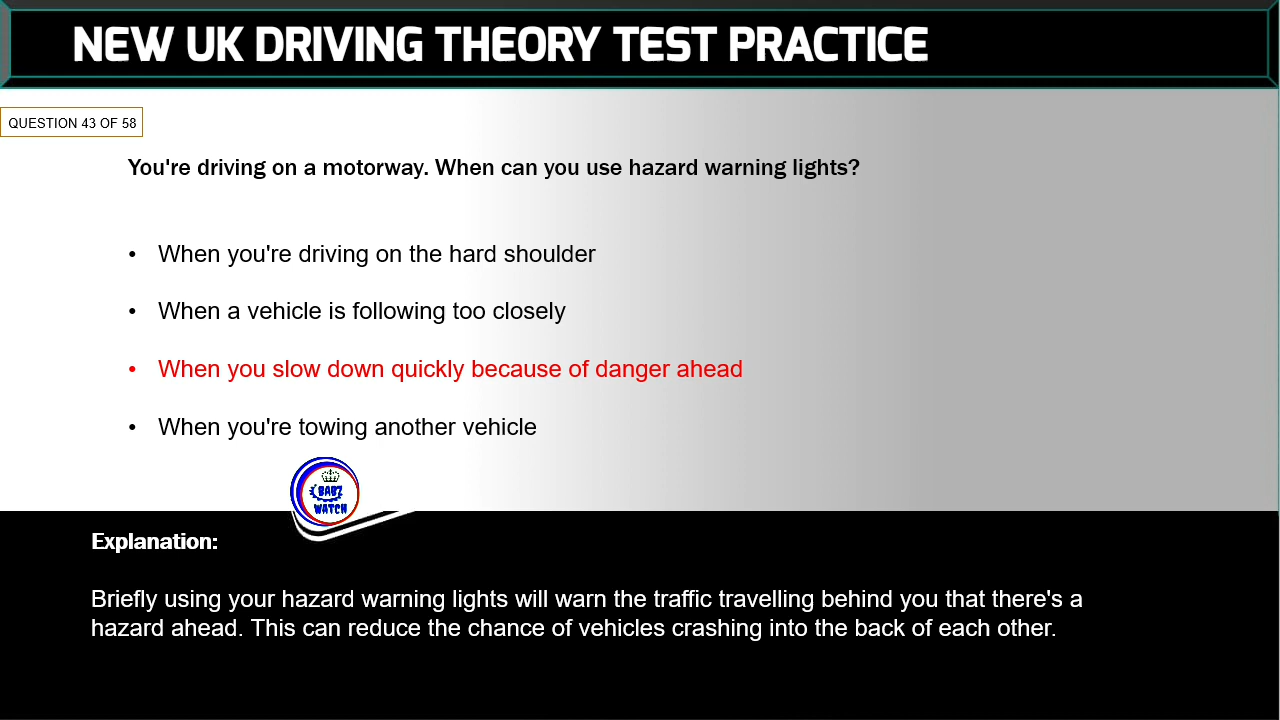 NEW UK DRIVING THEORY TEST PRACTICE
QUESTION 43 OF 58
You're driving on a motorway. When can you use hazard warning lights?
• When you're driving on the hard shoulder
• When a vehicle is following too closely
• When you slow down quickly because of danger ahead
• When you're towing another vehicle
BABZ
WATCH
Explanation:
Briefly using your hazard warning lights will warn the traffic travelling behind you that there's a
hazard ahead. This can reduce the chance of vehicles crashing into the back of each other.